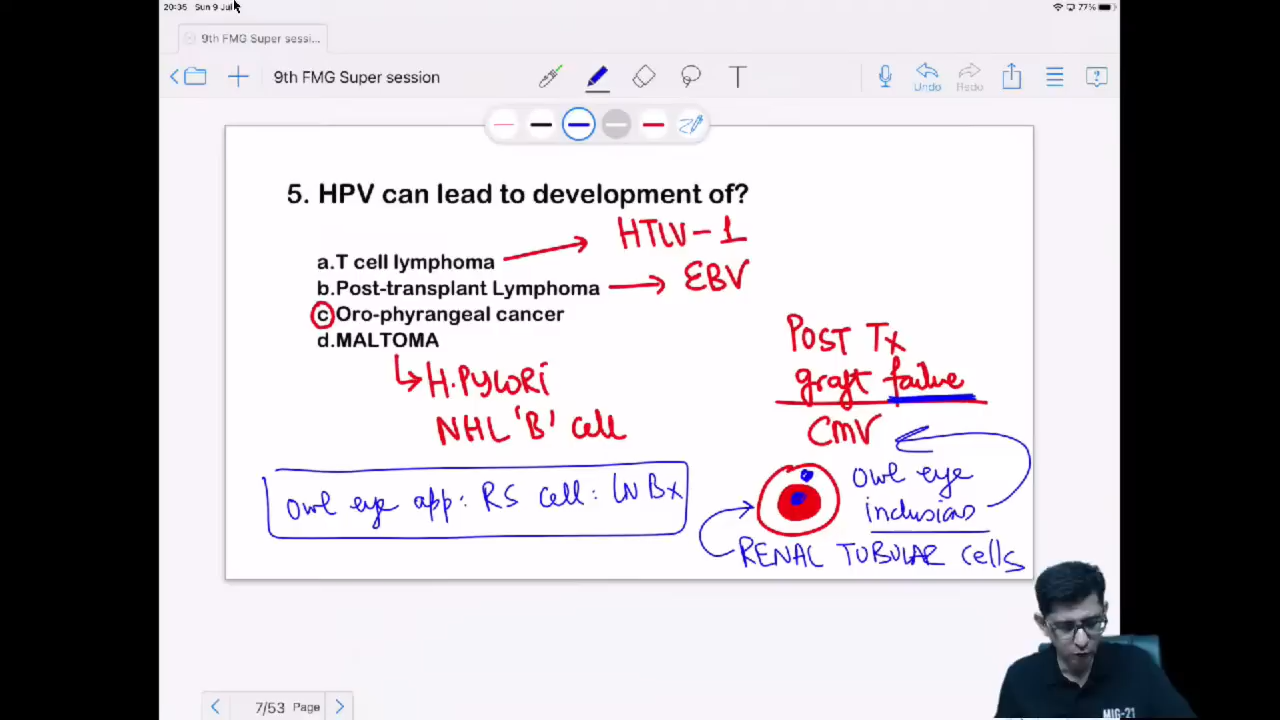 20:35 Sun 9 Jul
77%
9th FMG Super sessi...
9th FMG Super session
T
Undo
Redo
5. HPV can lead to development of?
HTLV-1
a.T cell lymphoma
b.Post-transplant Lymphoma
EBV
c.Oro-phyrangeal cancer
d.MALTOMA
H.PYLORI
NHL 'B' cell
POST Tx
graft failure
CMV
owl eye app: RS cell: LN Bx
owl eye
inclusions
RENAL TUBULAR cells
7/53 Page
MIG-21